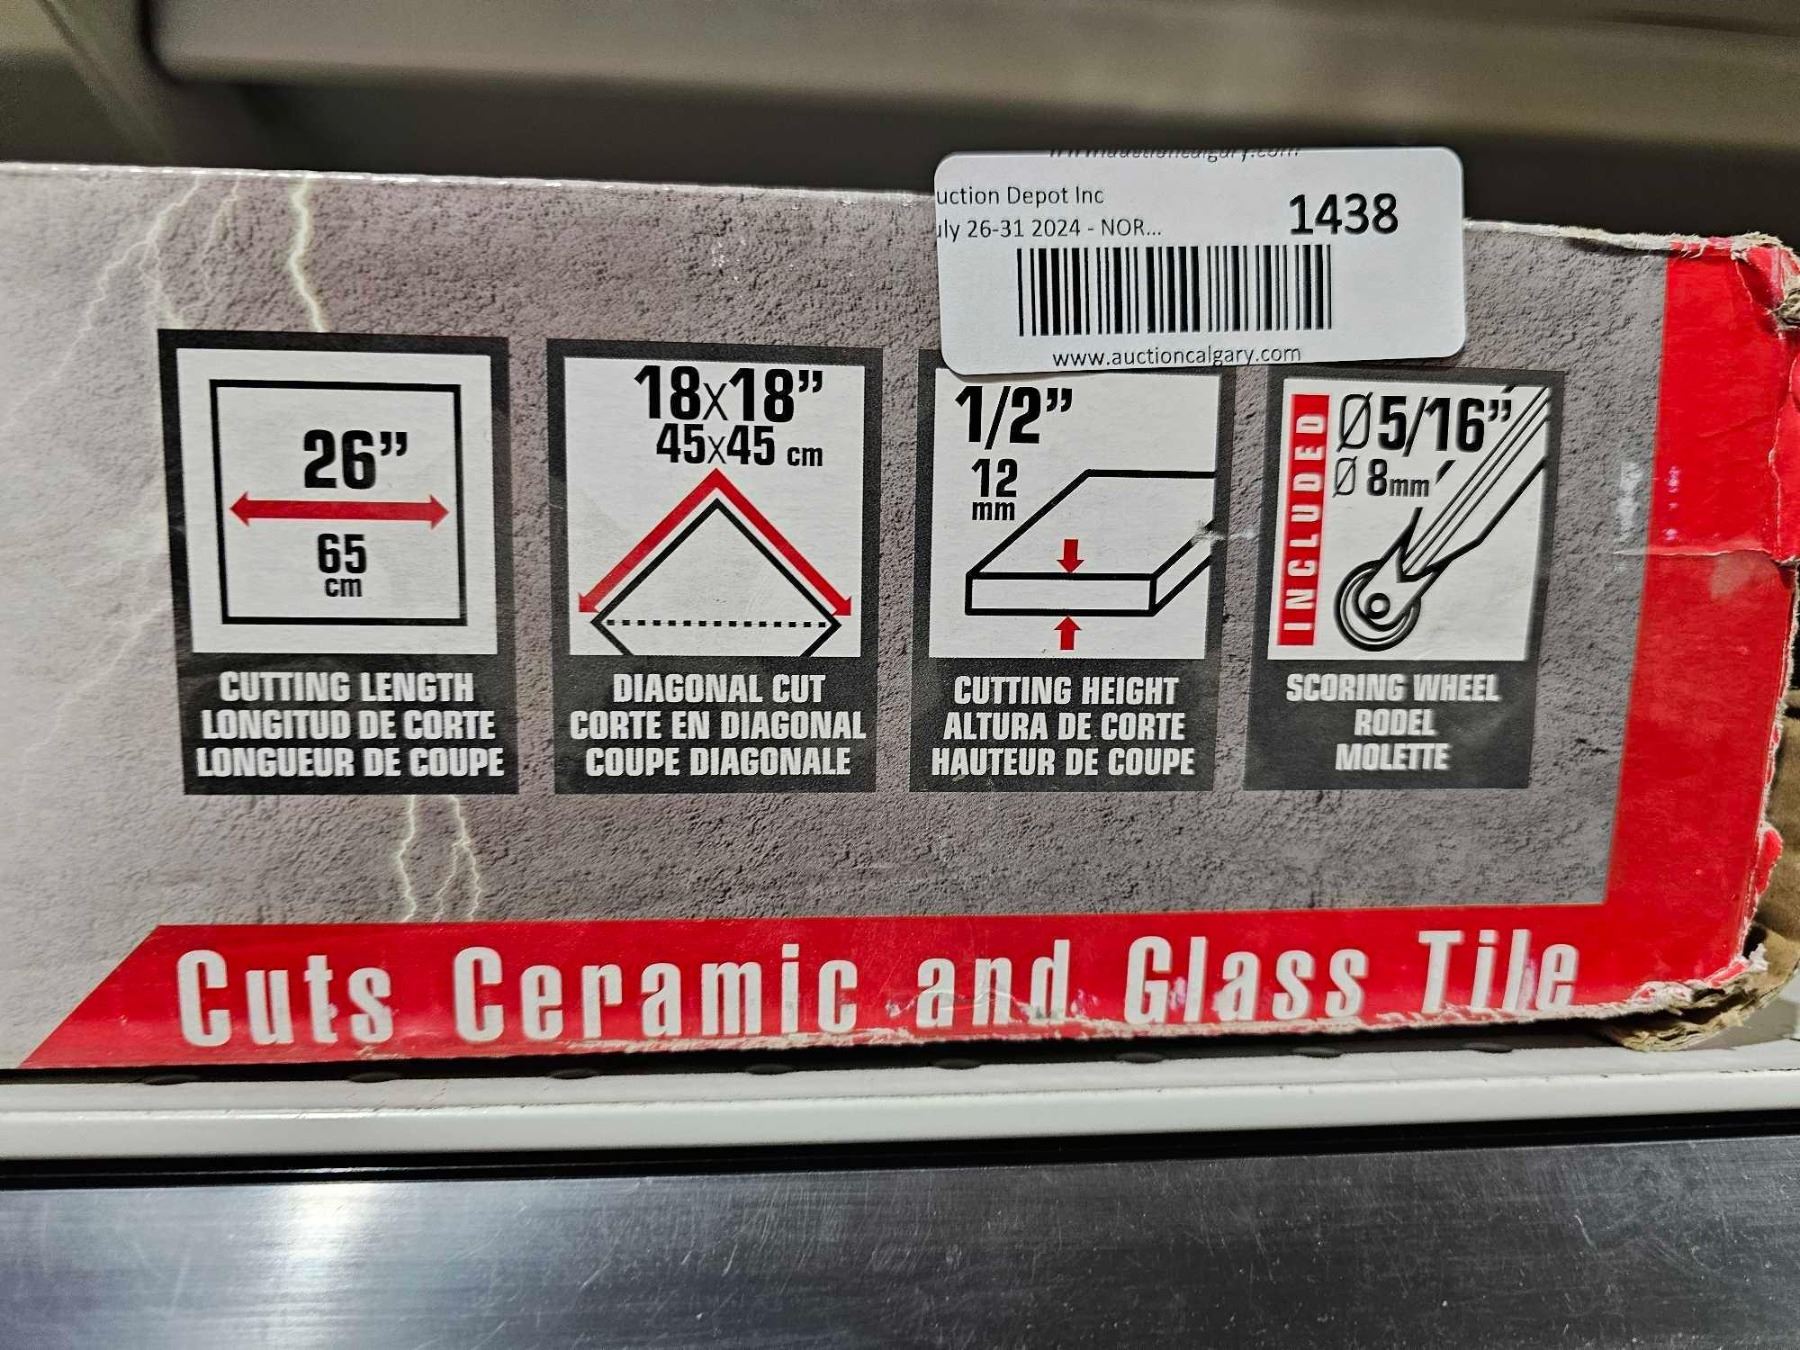 uction Depot Inc
uly 26-31 2024 - NOR...
1438
www.auctioncalgary.com
26”
65
cm
CUTTING LENGTH
LONGITUD DE CORTE
LONGUEUR DE COUPE
18x18”
45x45 cm
DIAGONAL CUT
CORTE EN DIAGONAL
COUPE DIAGONALE
1/2”
12
mm
CUTTING HEIGHT
ALTURA DE CORTE
HAUTEUR DE COUPE
INCLUDED
Ø5/16”
Ø 8mm
SCORING WHEEL
RODEL
MOLETTE
Cuts Ceramic and Glass Tile